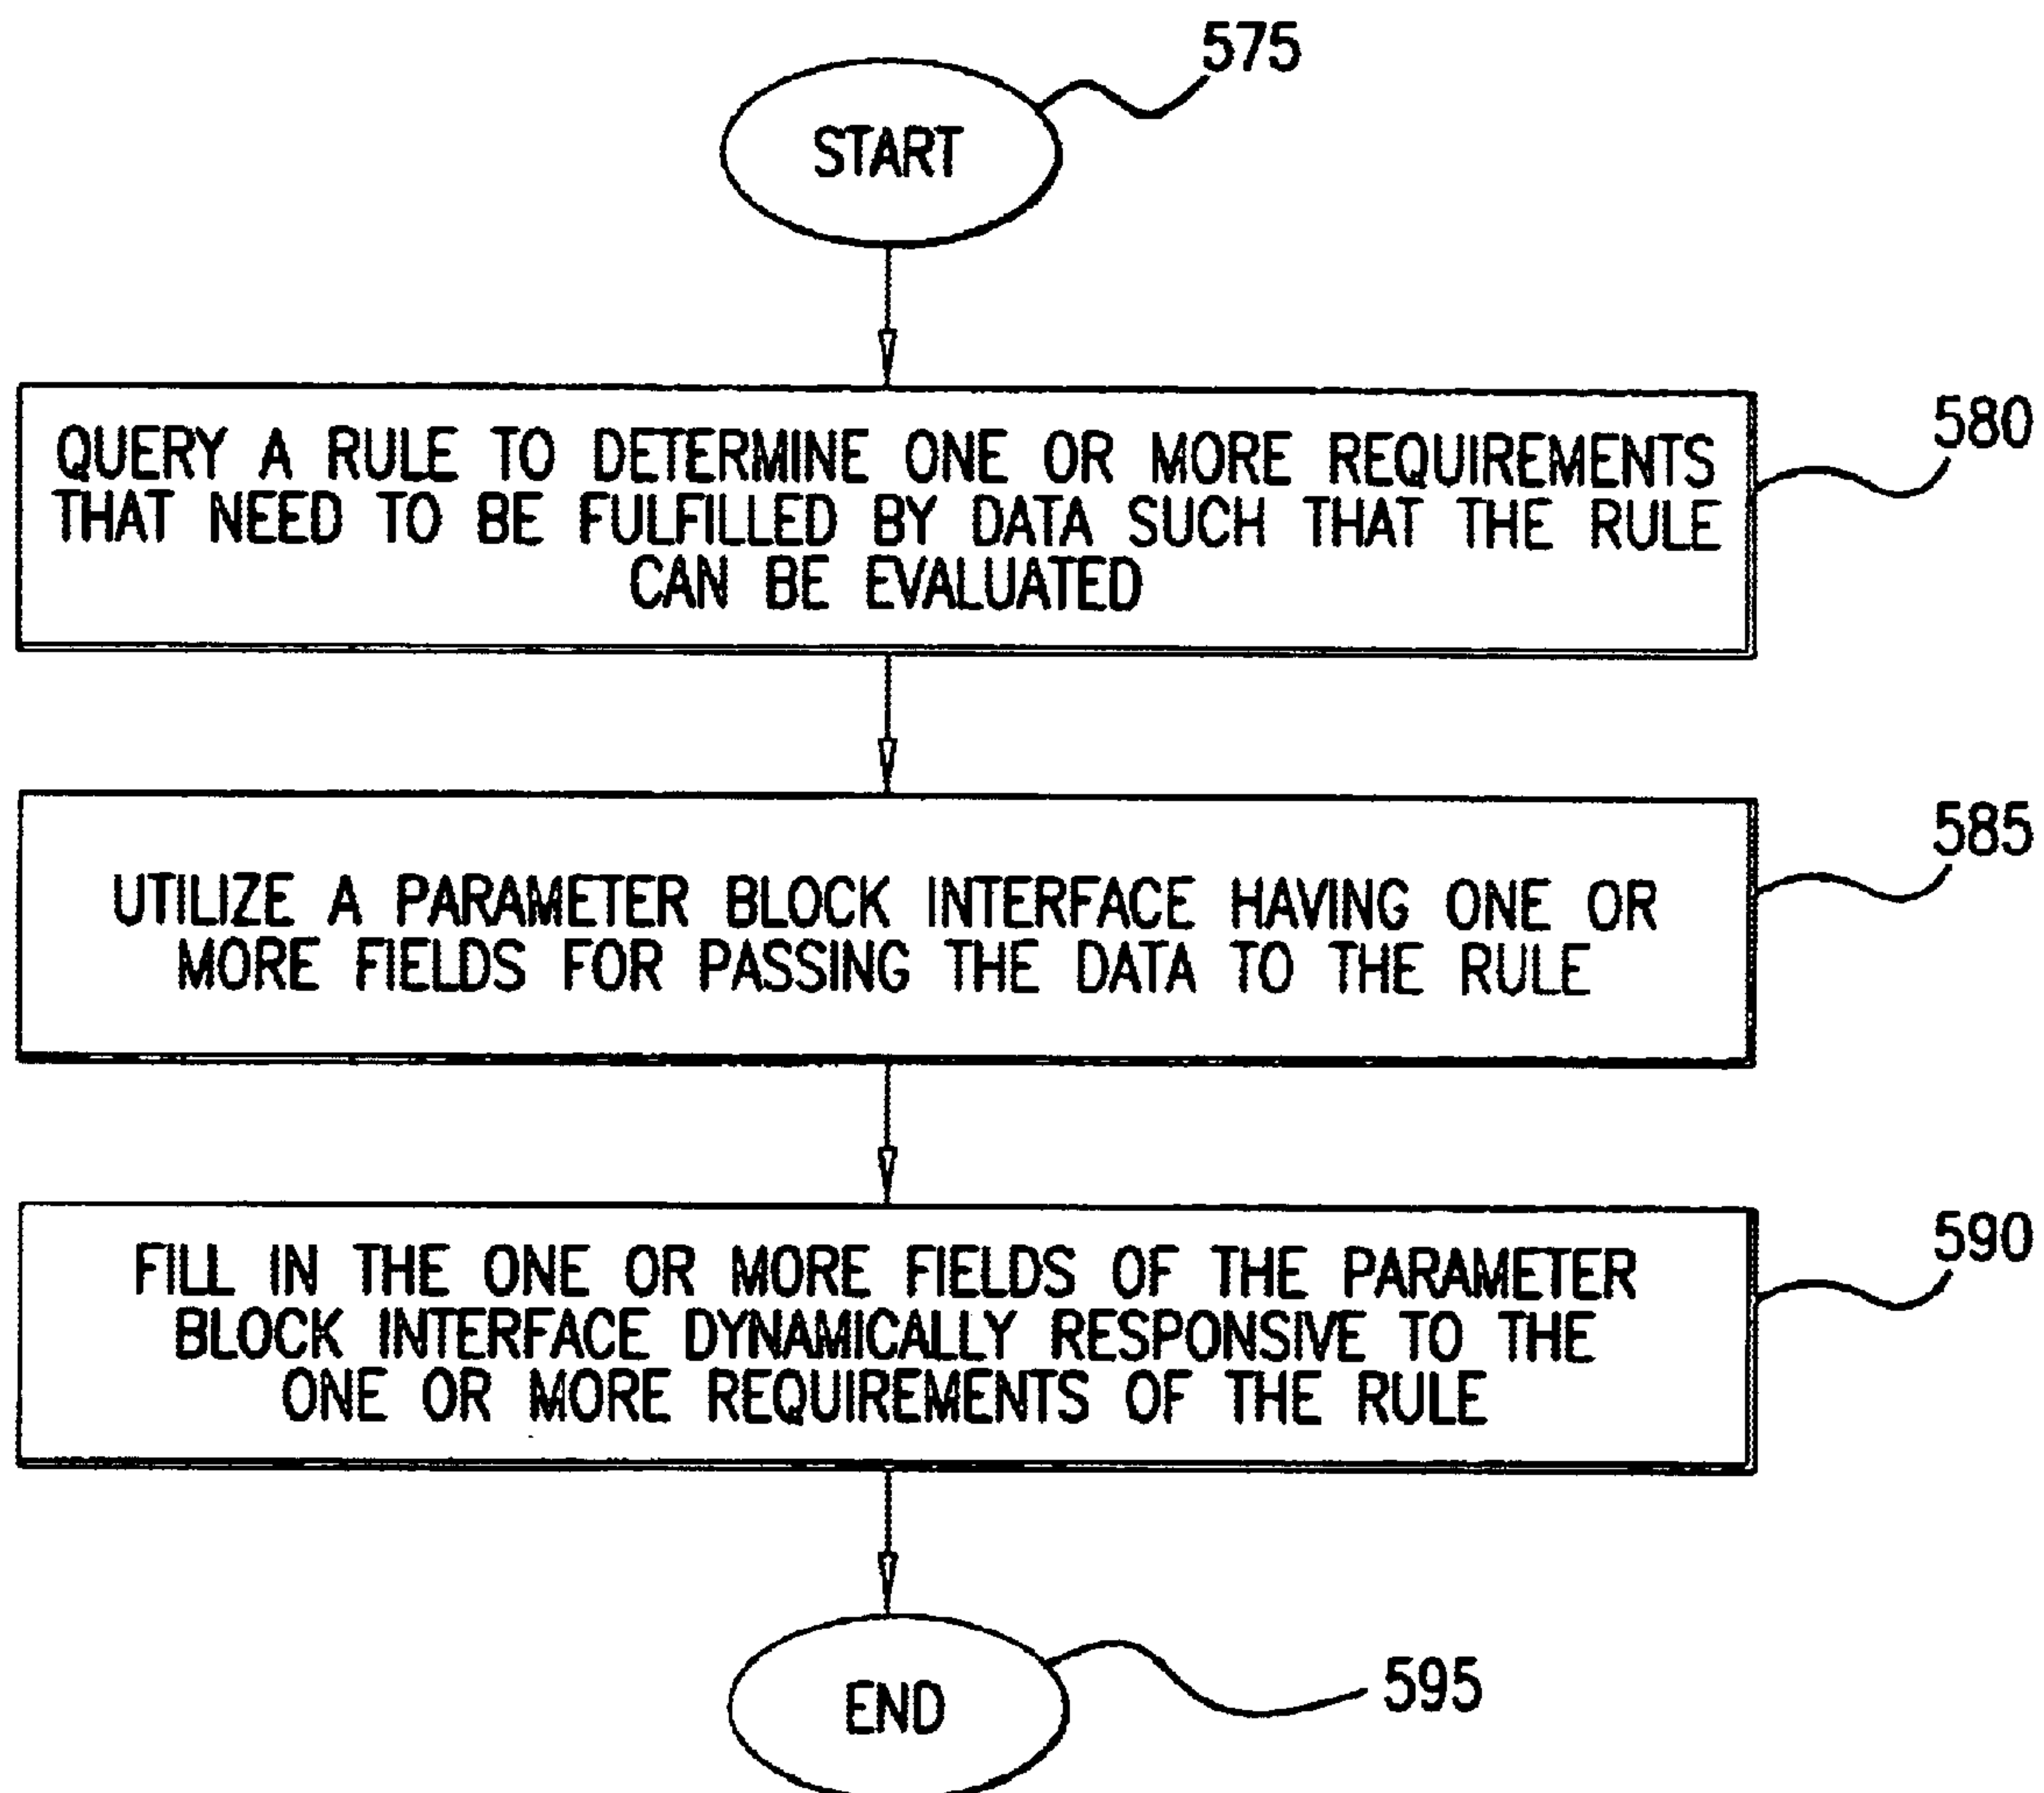 575
START
580
QUERY A RULE TO DETERMINE ONE OR MORE REQUIREMENTS
THAT NEED TO BE FULFILLED BY DATA SUCH THAT THE RULE
CAN BE EVALUATED
585
UTILIZE A PARAMETER BLOCK INTERFACE HAVING ONE OR
MORE FIELDS FOR PASSING THE DATA TO THE RULE
590
FILL IN THE ONE OR MORE FIELDS OF THE PARAMETER
BLOCK INTERFACE DYNAMICALLY RESPONSIVE TO THE
ONE OR MORE REQUIREMENTS OF THE RULE
END
595